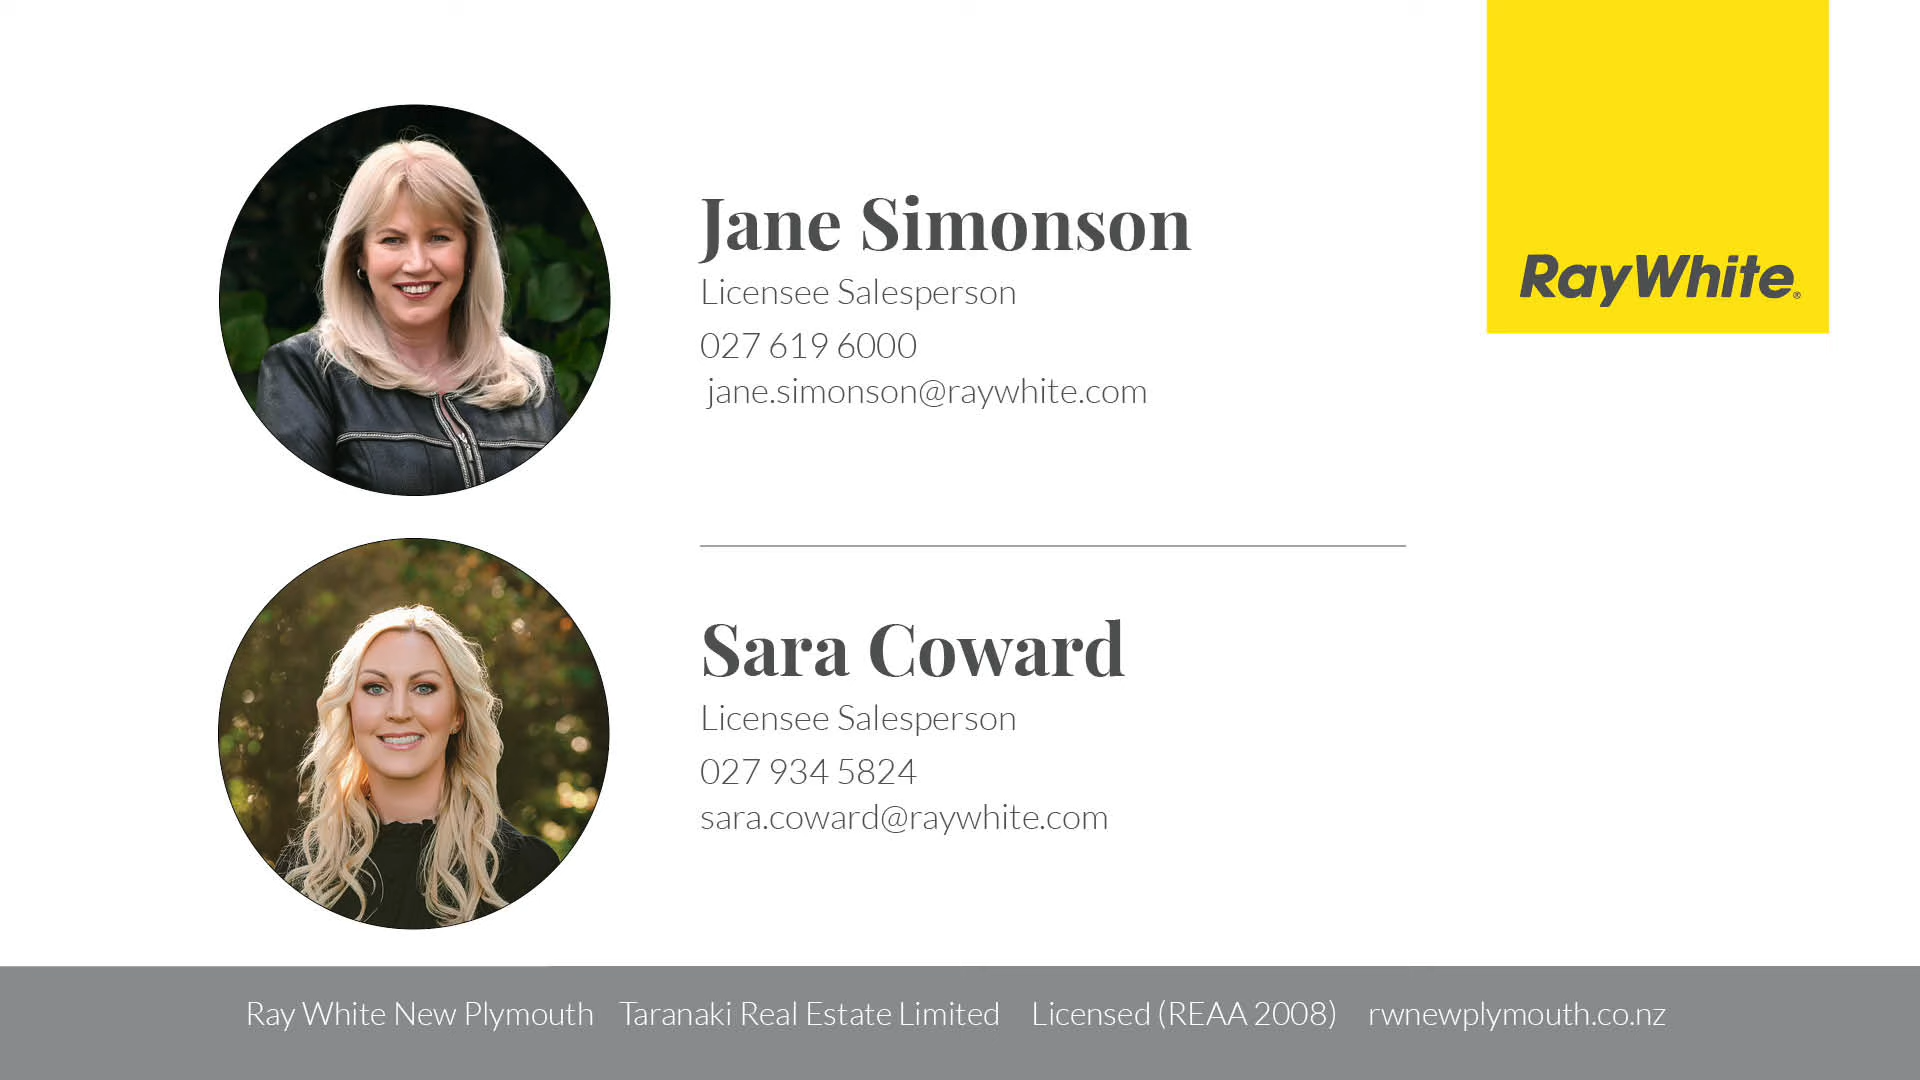 Jane Simonson
Licensee Salesperson
027 619 6000
jane.simonson@raywhite.com
RayWhite®
Sara Coward
Licensee Salesperson
027 934 5824
sara.coward@raywhite.com
Ray White New Plymouth Taranaki Real Estate Limited Licensed (REAA 2008) rwnewplymouth.co.nz